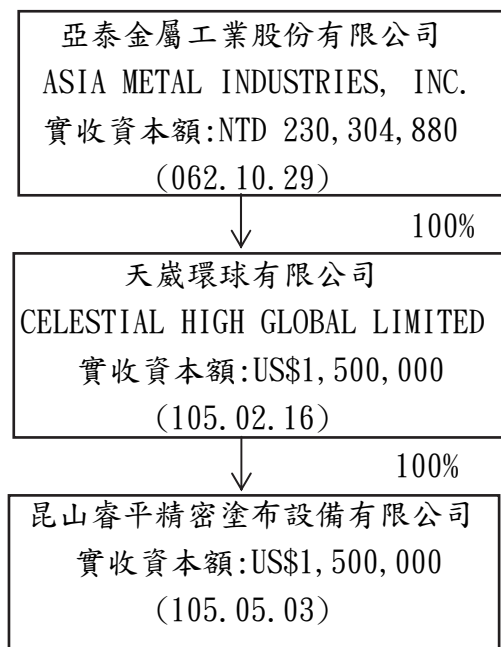 亞泰金屬工業股份有限公司
ASIA METAL INDUSTRIES, INC.
實收資本額:NTD 230,304,880
(062.10.29)
100%
天崴環球有限公司
CELESTIAL HIGH GLOBAL LIMITED
實收資本額:US$1,500,000
(105.02.16)
100%
昆山睿平精密塗布設備有限公司
實收資本額:US$1,500,000
(105.05.03)